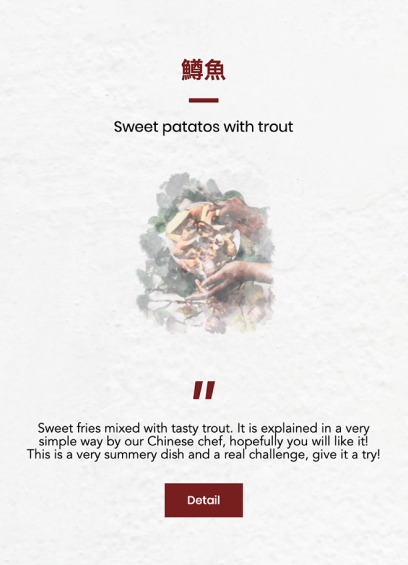 鱒魚
Sweet patatos with trout
"
Sweet fries mixed with tasty trout. It is explained in a very
simple way by our Chinese chef, hopefully you will like it!
This is a very summery dish and a real challenge, give it a try!
Detail